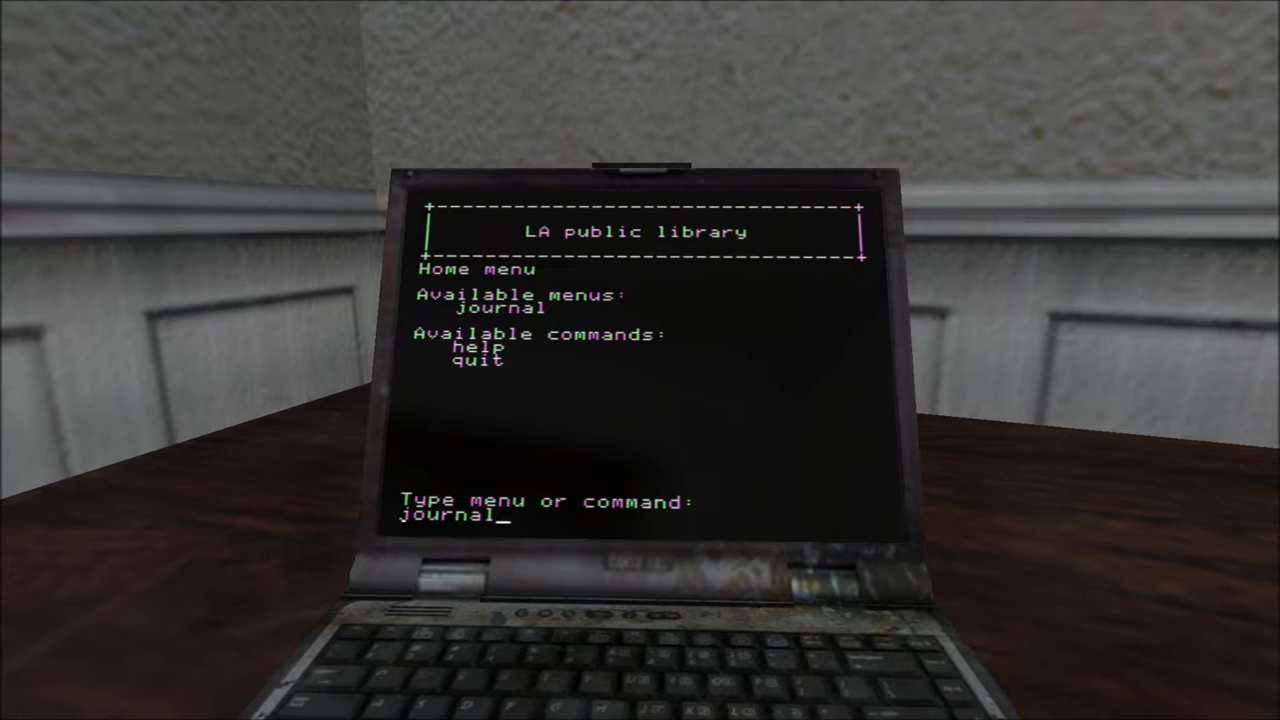 LA public library
Home menu
Available menus:
journal
Available commands:
help
quit
Type menu or command:
journal_